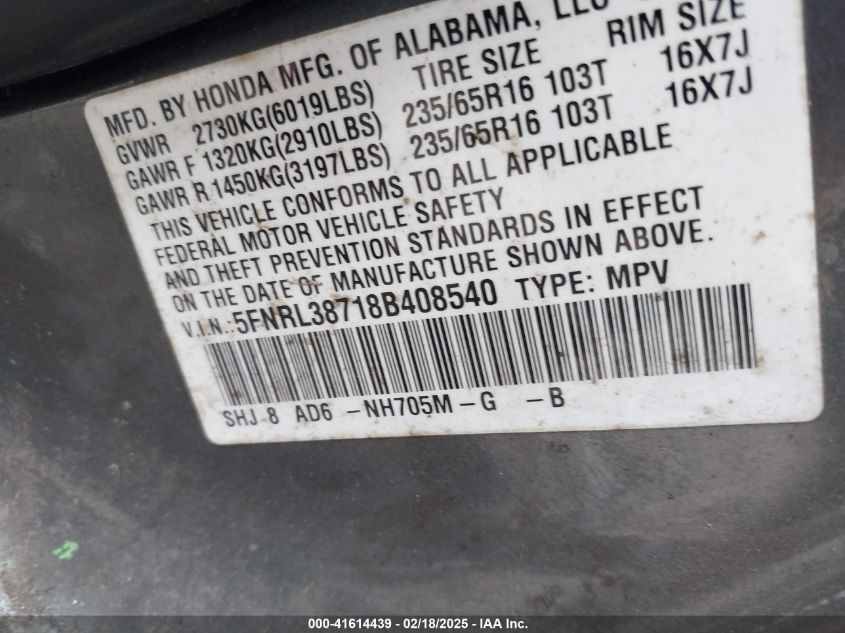 MFD. BY HONDA MFG. OF ALABAMA, LLC
TIRE SIZE RIM SIZE
GVWR 2730KG(6019LBS)
GAWR F 1320KG(2910LBS) 235/65R16 103T 16X7J
GAWR R 1450KG(3197LBS) 235/65R16 103T 16X7J
THIS VEHICLE CONFORMS TO ALL APPLICABLE
FEDERAL MOTOR VEHICLE SAFETY
AND THEFT PREVENTION STANDARDS IN EFFECT
ON THE DATE OF MANUFACTURE SHOWN ABOVE.
V.I.N.:5FNRL38718B408540 TYPE: MPV
SHJ 8 AD6 -NH705M-G -B
000-41614439 - 02/18/2025 - IAA Inc.